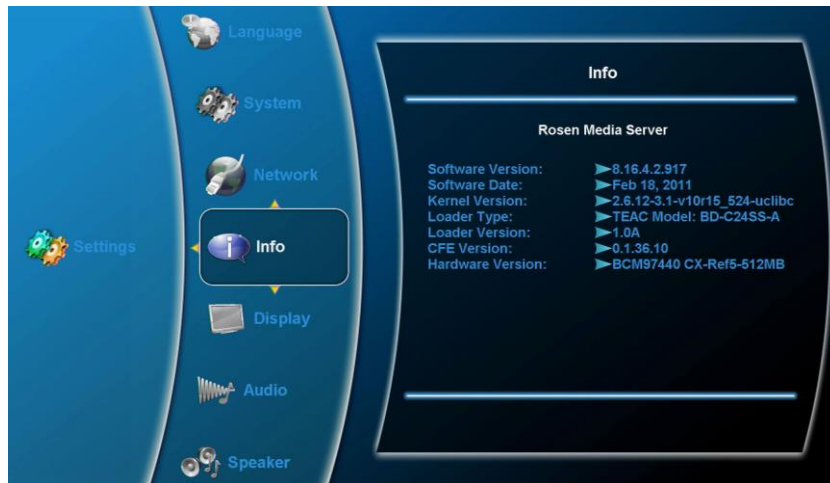 Settings
Language
System
Network
Info
Display
Audio
Speaker
Info
Rosen Media Server
Software Version: 8.16.4.2.917
Software Date: Feb 18, 2011
Kernel Version: 2.6.12-3.1-v10r15_524-uclibc
Loader Type: TEAC Model: BD-C24SS-A
Loader Version: 1.0A
CFE Version: 0.1.36.10
Hardware Version: BCM97440 CX-Ref5-512MB